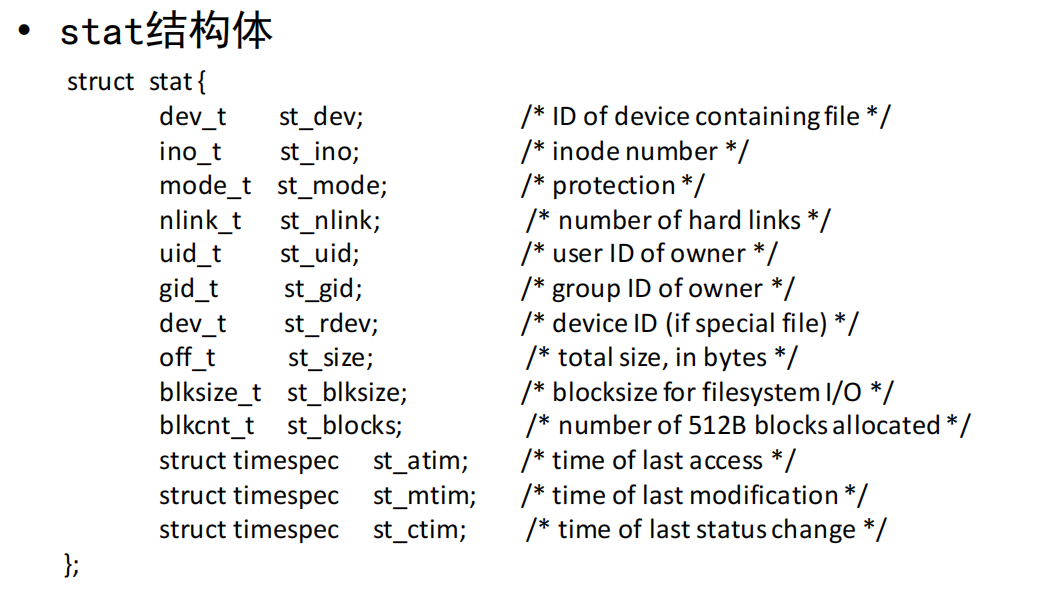 • stat结构体
struct stat {
dev_t st_dev; /* ID of device containing file */
ino_t st_ino; /* inode number */
mode_t st_mode; /* protection */
nlink_t st_nlink; /* number of hard links */
uid_t st_uid; /* user ID of owner */
gid_t st_gid; /* group ID of owner */
dev_t st_rdev; /* device ID (if special file) */
off_t st_size; /* total size, in bytes */
blksize_t st_blksize; /* blocksize for filesystem I/O */
blkcnt_t st_blocks; /* number of 512B blocks allocated */
struct timespec st_atim; /* time of last access */
struct timespec st_mtim; /* time of last modification */
struct timespec st_ctim; /* time of last status change */
};